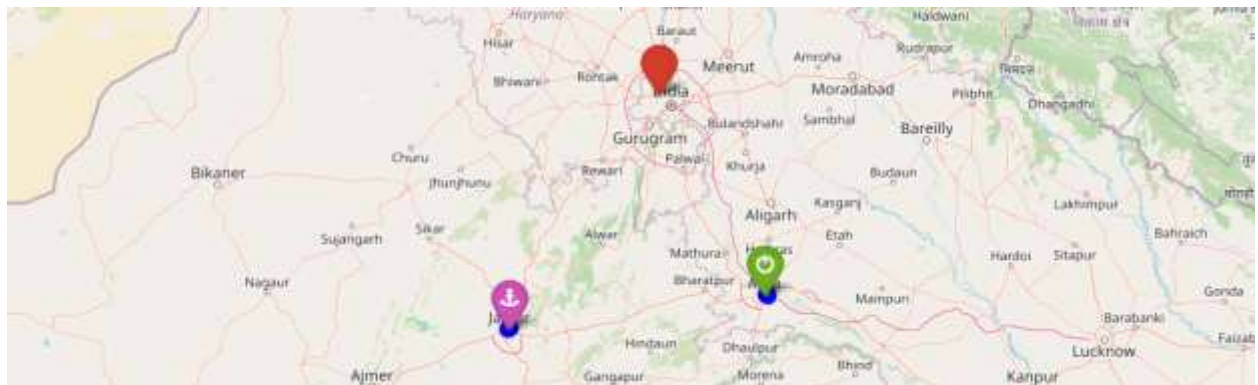 Haryana
Haldwani
Baraut
Hisar
Rudrapur
Meerut
Amroha
Bhiwani
Rohtak
Pilibhit
India
Moradabad
Dhangadhi
Sambhal
Bulandshahr
Bareilly
Gurugram
Churu
Palwal
Khurja
Rewari
Bikaner
Jhunjhunu
Budaun
Aligarh
Kasganj
Lakhimpur
Sikar
Sujangarh
Alwar
Etah
Bahraich
Mathura
Hardoi
Sitapur
Nagaur
Bharatpur
Mainpuri
Gonda
Barabanki
Hindaun
Dhaulpur
Lucknow
Bhind
Ajmer
Gangapur
Morena
Kanpur